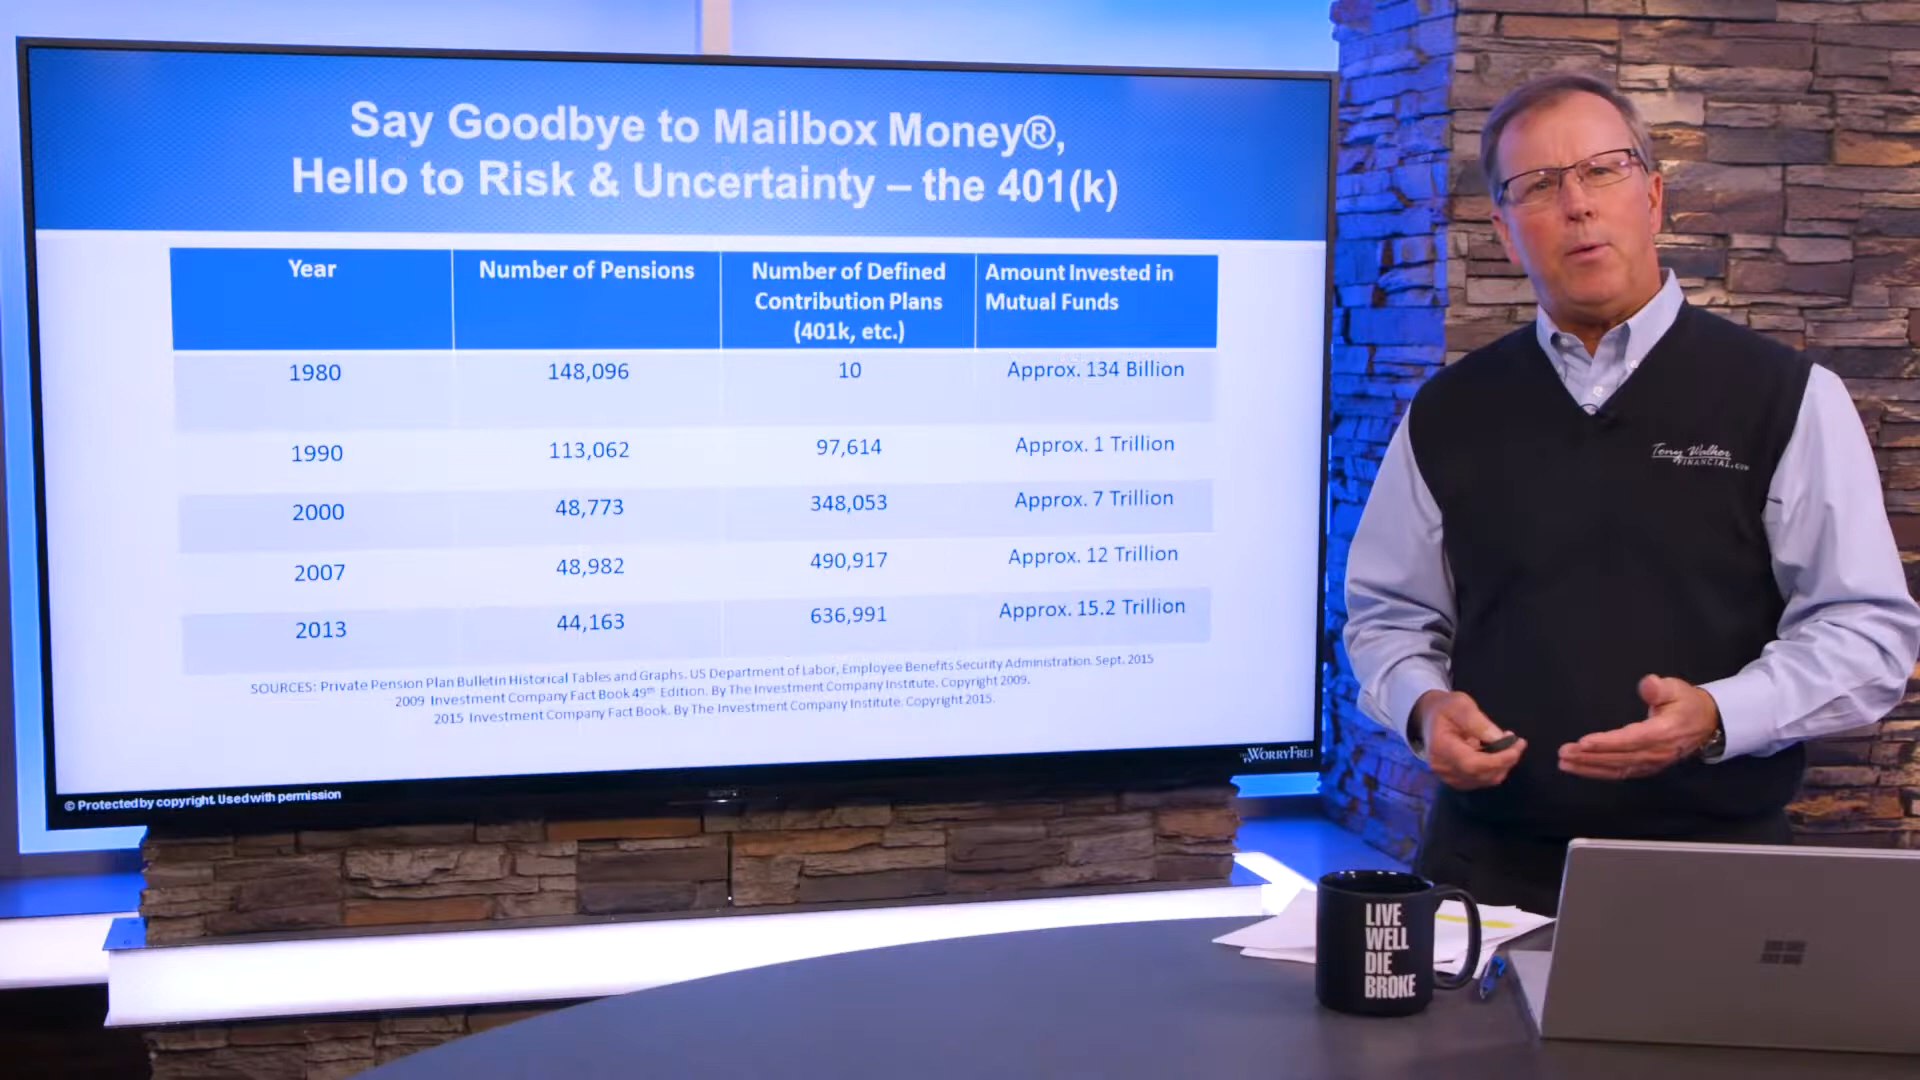 Say Goodbye to Mailbox Money®,
Hello to Risk & Uncertainty – the 401(k)
Year
Number of Pensions
Number of Defined
Contribution Plans
(401k, etc.)
Amount Invested in
Mutual Funds
1980 148,096 10 Approx. 134 Billion
1990 113,062 97,614 Approx. 1 Trillion
2000 48,773 348,053 Approx. 7 Trillion
2007 48,982 490,917 Approx. 12 Trillion
2013 44,163 636,991 Approx. 15.2 Trillion
SOURCES: Private Pension Plan Bulletin Historical Tables and Graphs. US Department of Labor, Employee Benefits Security Administration. Sept. 2015
2009 Investment Company Fact Book 49th Edition. By The Investment Company Institute. Copyright 2009.
2015 Investment Company Fact Book. By The Investment Company Institute. Copyright 2015.
WORRYFREE
© Protected by copyright. Used with permission
SONY
Tony Walker
FINANCIAL.COM
LIVE
WELL
DIE
BROKE